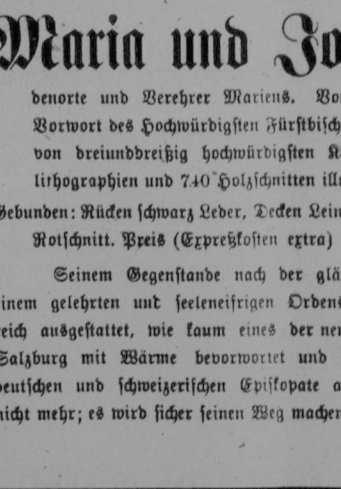 Maria und Jo
denorte und Verehrer Mariens. Vo
Vorwort des Hochwürdigsten Fürstbisch
von dreiunddreißig hochwürdigsten K
lithographien und 740 Holzschnitten ill
Gebunden: Rücken schwarz Leder, Decken Lein
Rotschnitt. Preis (Expreßkosten extra)
Seinem Gegenstande nach der glä
inem gelehrten und seeleneifrigen Ordens
reich ausgestattet, wie kaum eines der neu
Salzburg mit Wärme bevorwortet und
deutschen und schweizerischen Episkopate a
nicht mehr; es wird sicher seinen Weg machen